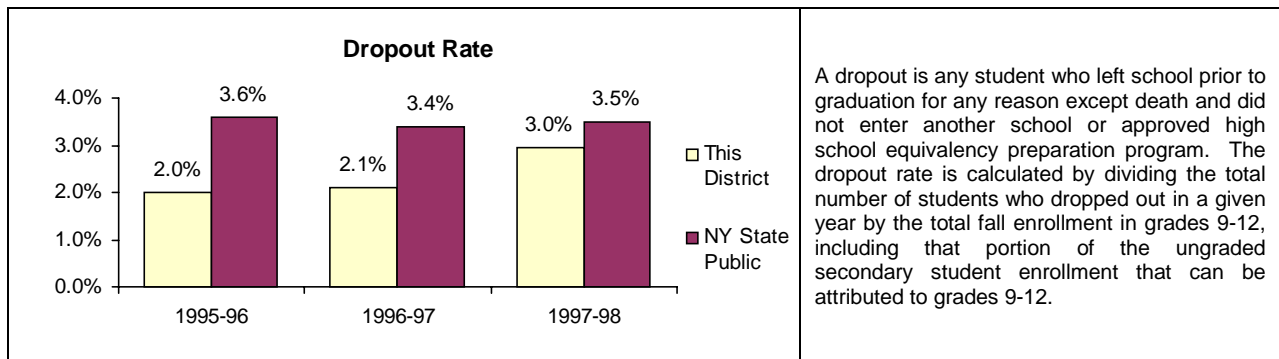 Dropout Rate
4.0%
3.0%
2.0%
1.0%
0.0%
2.0%
3.6%
2.1%
3.4%
3.0%
3.5%
1995-96
1996-97
1997-98
This
District
NY State
Public
A dropout is any student who left school prior to
graduation for any reason except death and did
not enter another school or approved high
school equivalency preparation program. The
dropout rate is calculated by dividing the total
number of students who dropped out in a given
year by the total fall enrollment in grades 9-12,
including that portion of the ungraded
secondary student enrollment that can be
attributed to grades 9-12.